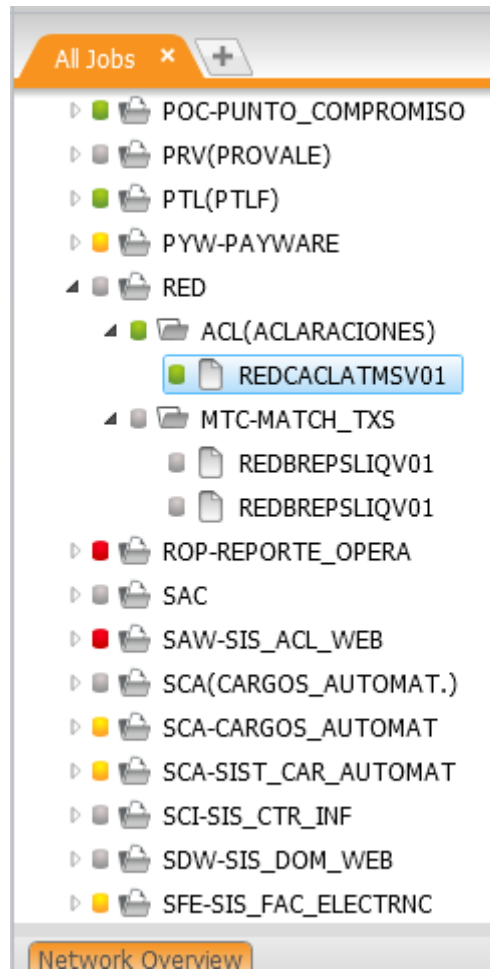 All Jobs
POC-PUNTO_COMPROMISO
PRV(PROVALE)
PTL(PTLF)
PYW-PAYWARE
RED
ACL(ACLARACIONES)
REDCACLATMSV01
MTC-MATCH_TXS
REDBREPSLIQV01
REDBREPSLIQV01
ROP-REPORTE_OPERA
SAC
SAW-SIS_ACL_WEB
SCA(CARGOS_AUTOMAT.)
SCA-CARGOS_AUTOMAT
SCA-SIST_CAR_AUTOMAT
SCI-SIS_CTR_INF
SDW-SIS_DOM_WEB
SFE-SIS_FAC_ELECTRNC
Network Overview